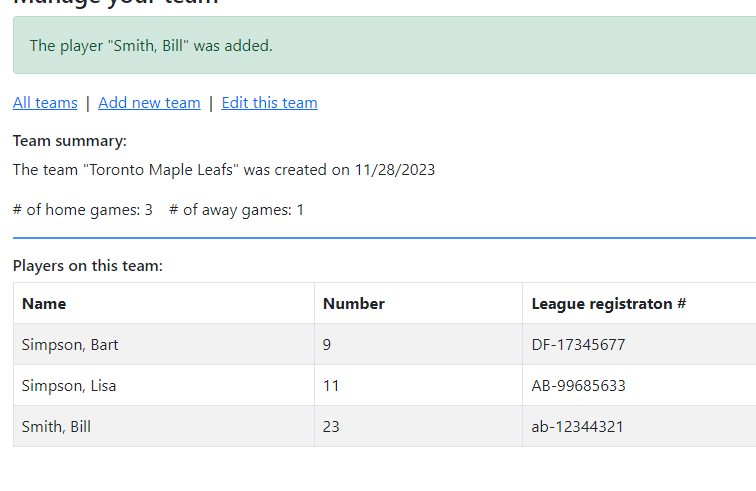 Manage your team
The player "Smith, Bill" was added.
All teams | Add new team | Edit this team
Team summary:
The team "Toronto Maple Leafs" was created on 11/28/2023
# of home games: 3 # of away games: 1
Players on this team:
Name Number League registraton #
Simpson, Bart 9 DF-17345677
Simpson, Lisa 11 AB-99685633
Smith, Bill 23 ab-12344321